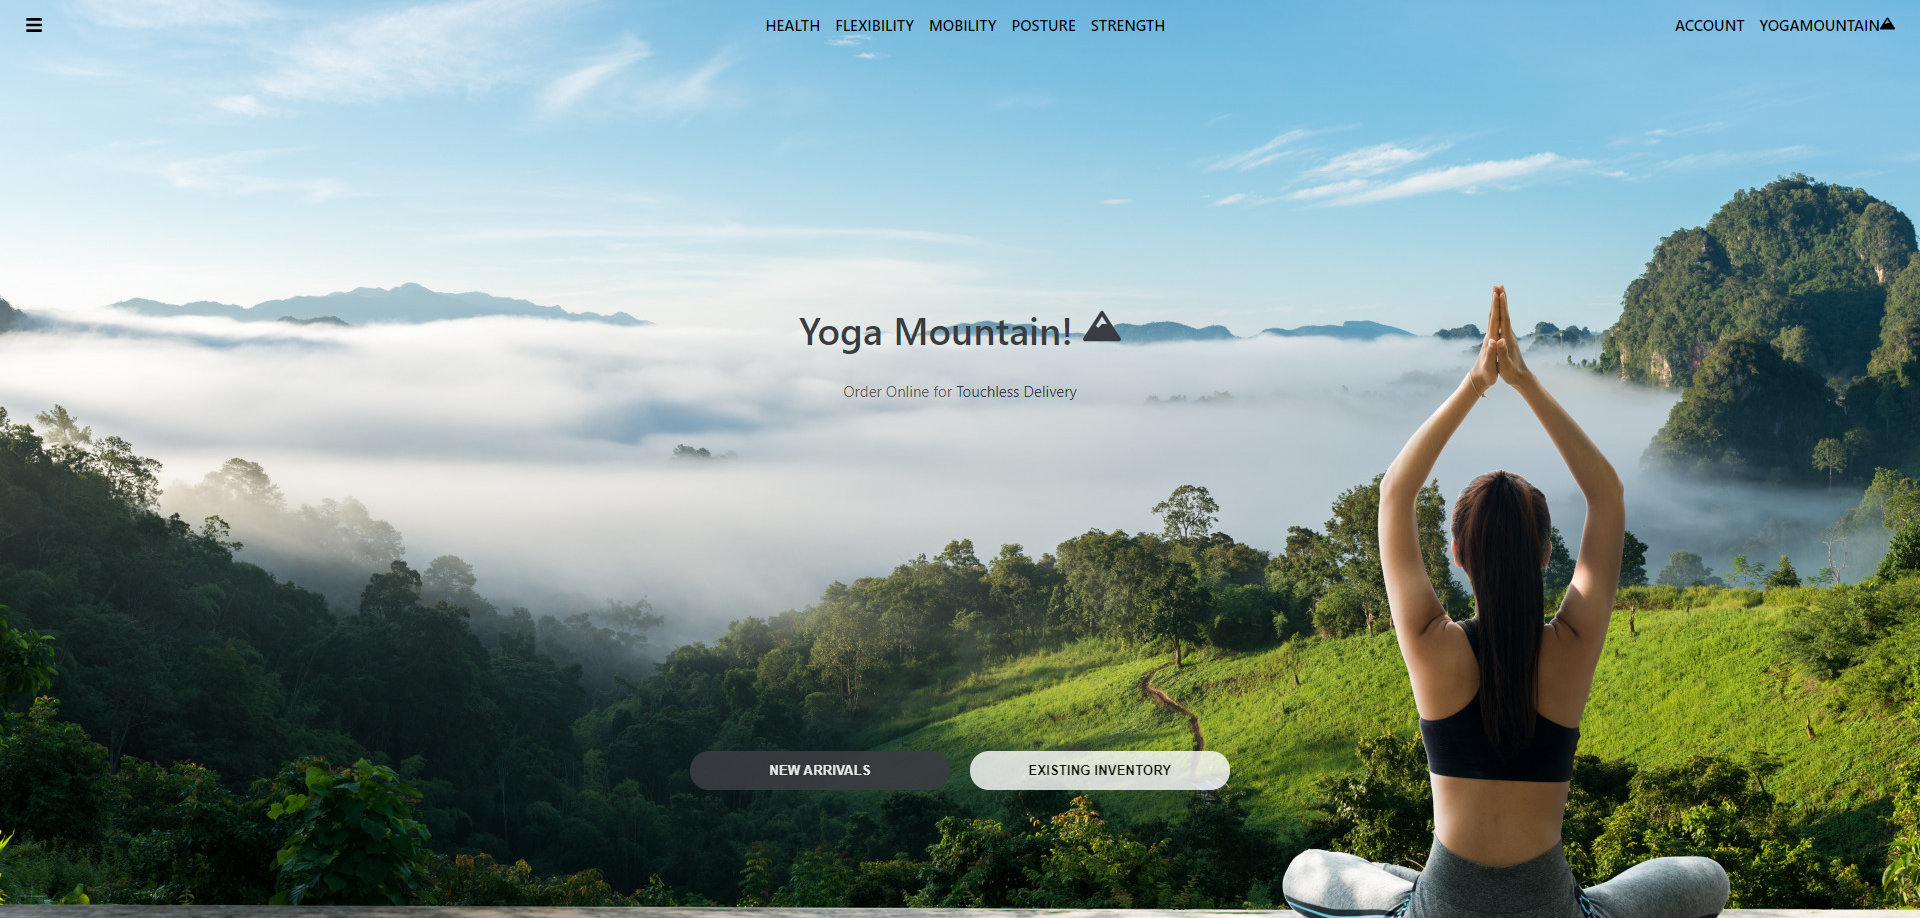 HEALTH FLEXIBILITY MOBILITY POSTURE STRENGTH ACCOUNT YOGAMOUNTAIN
Yoga Mountain!
Order Online for Touchless Delivery
NEW ARRIVALS EXISTING INVENTORY